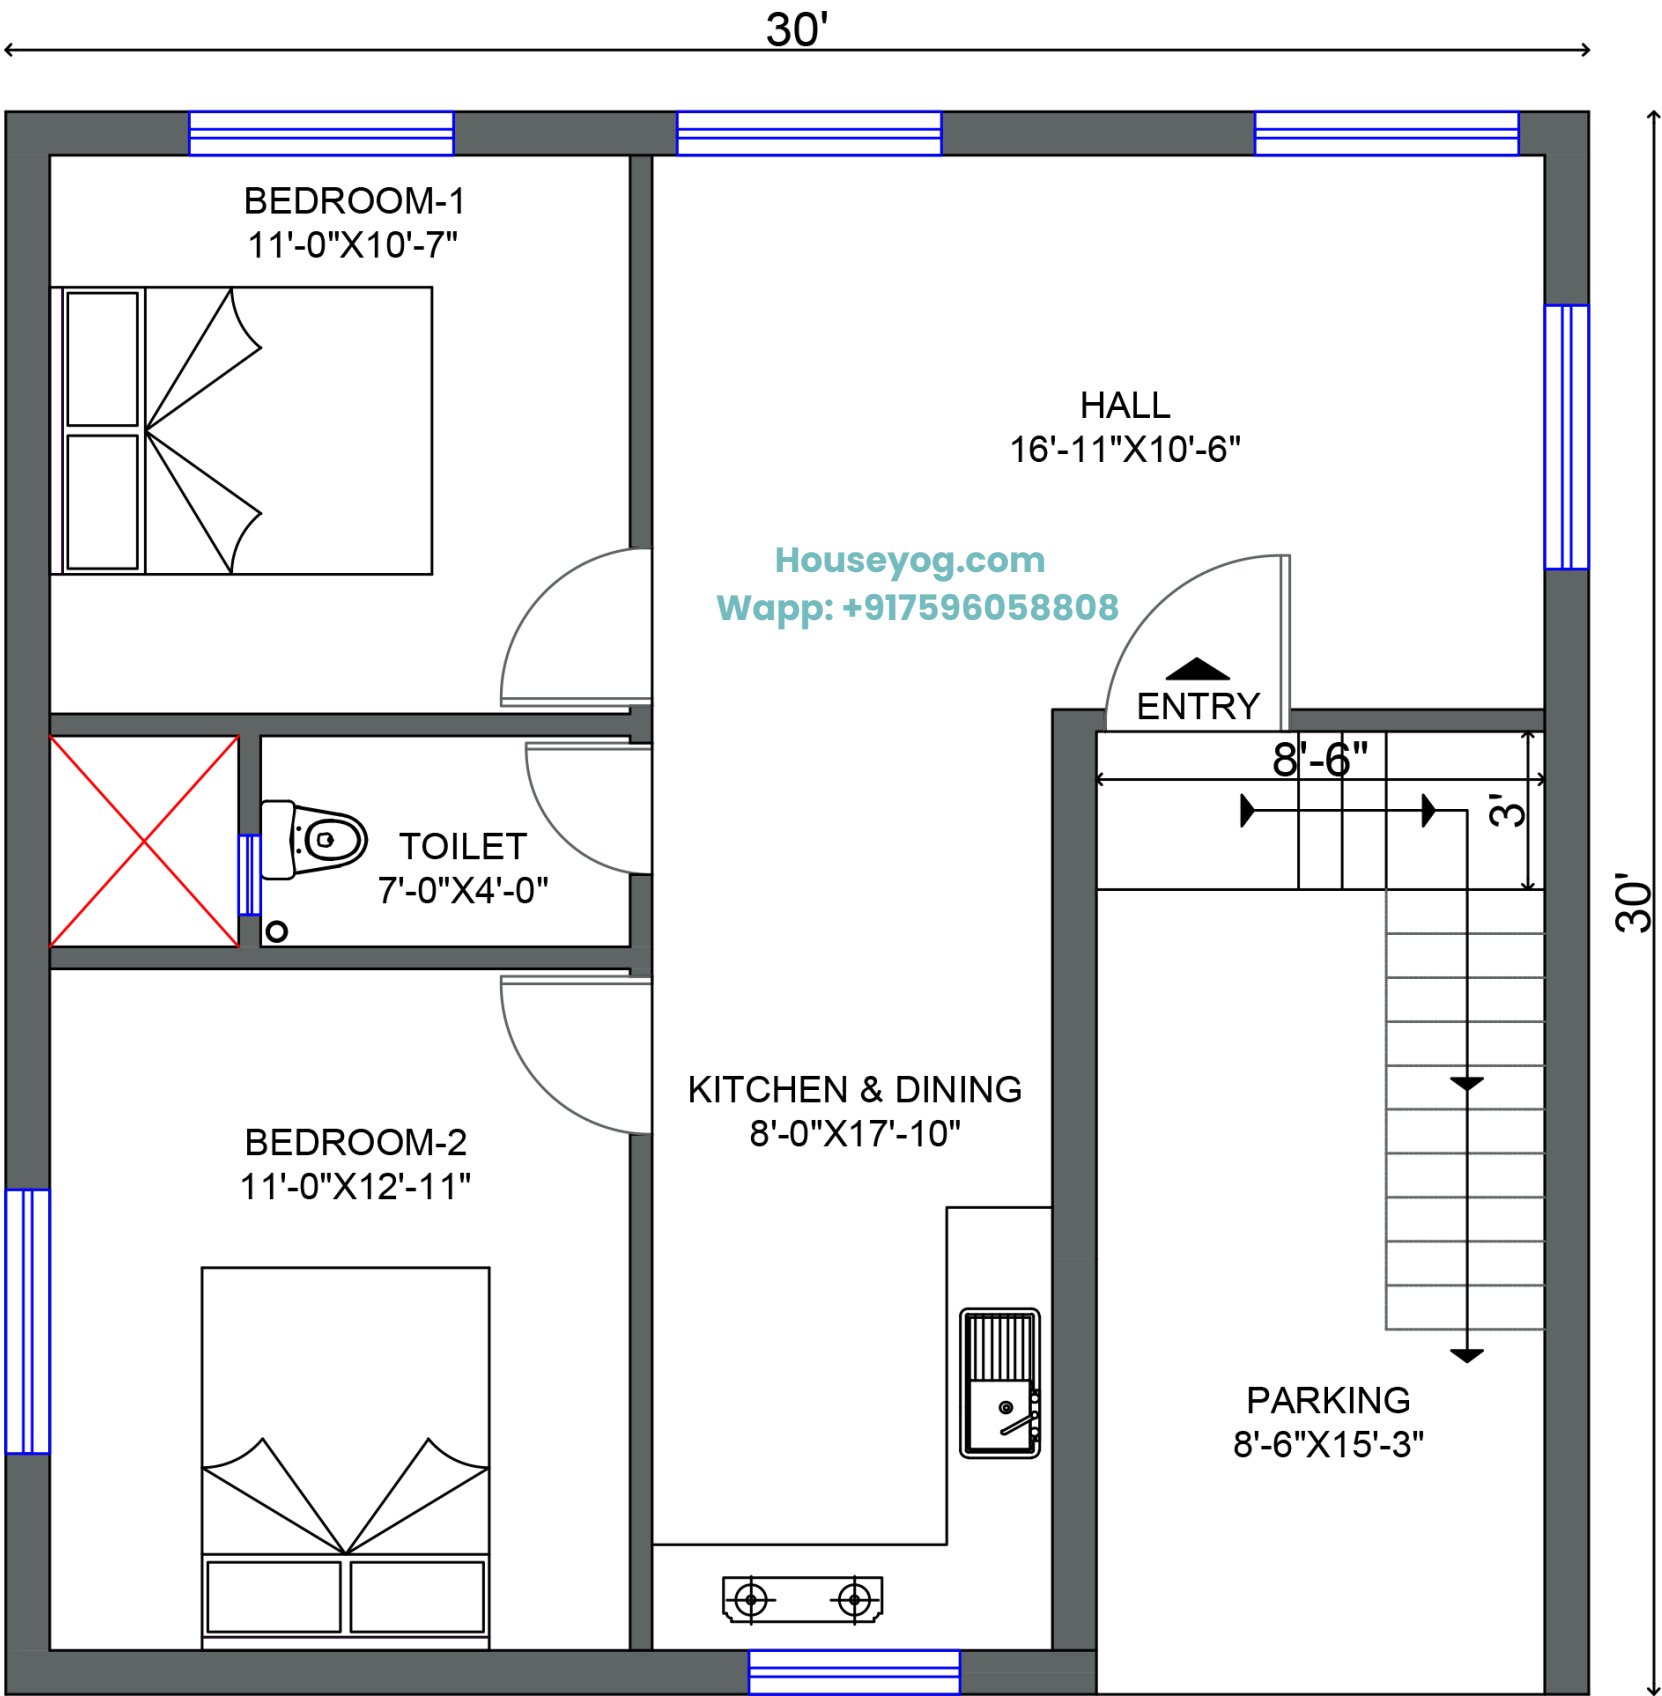 30'
BEDROOM-1
11'-0"X10'-7"
HALL
16'-11"X10'-6"
Houseyog.com
Wapp: +917596058808
ENTRY
8'-6"
3'
TOILET
7'-0"X4'-0"
30'
KITCHEN & DINING
8'-0"X17'-10"
BEDROOM-2
11'-0"X12'-11"
PARKING
8'-6"X15'-3"